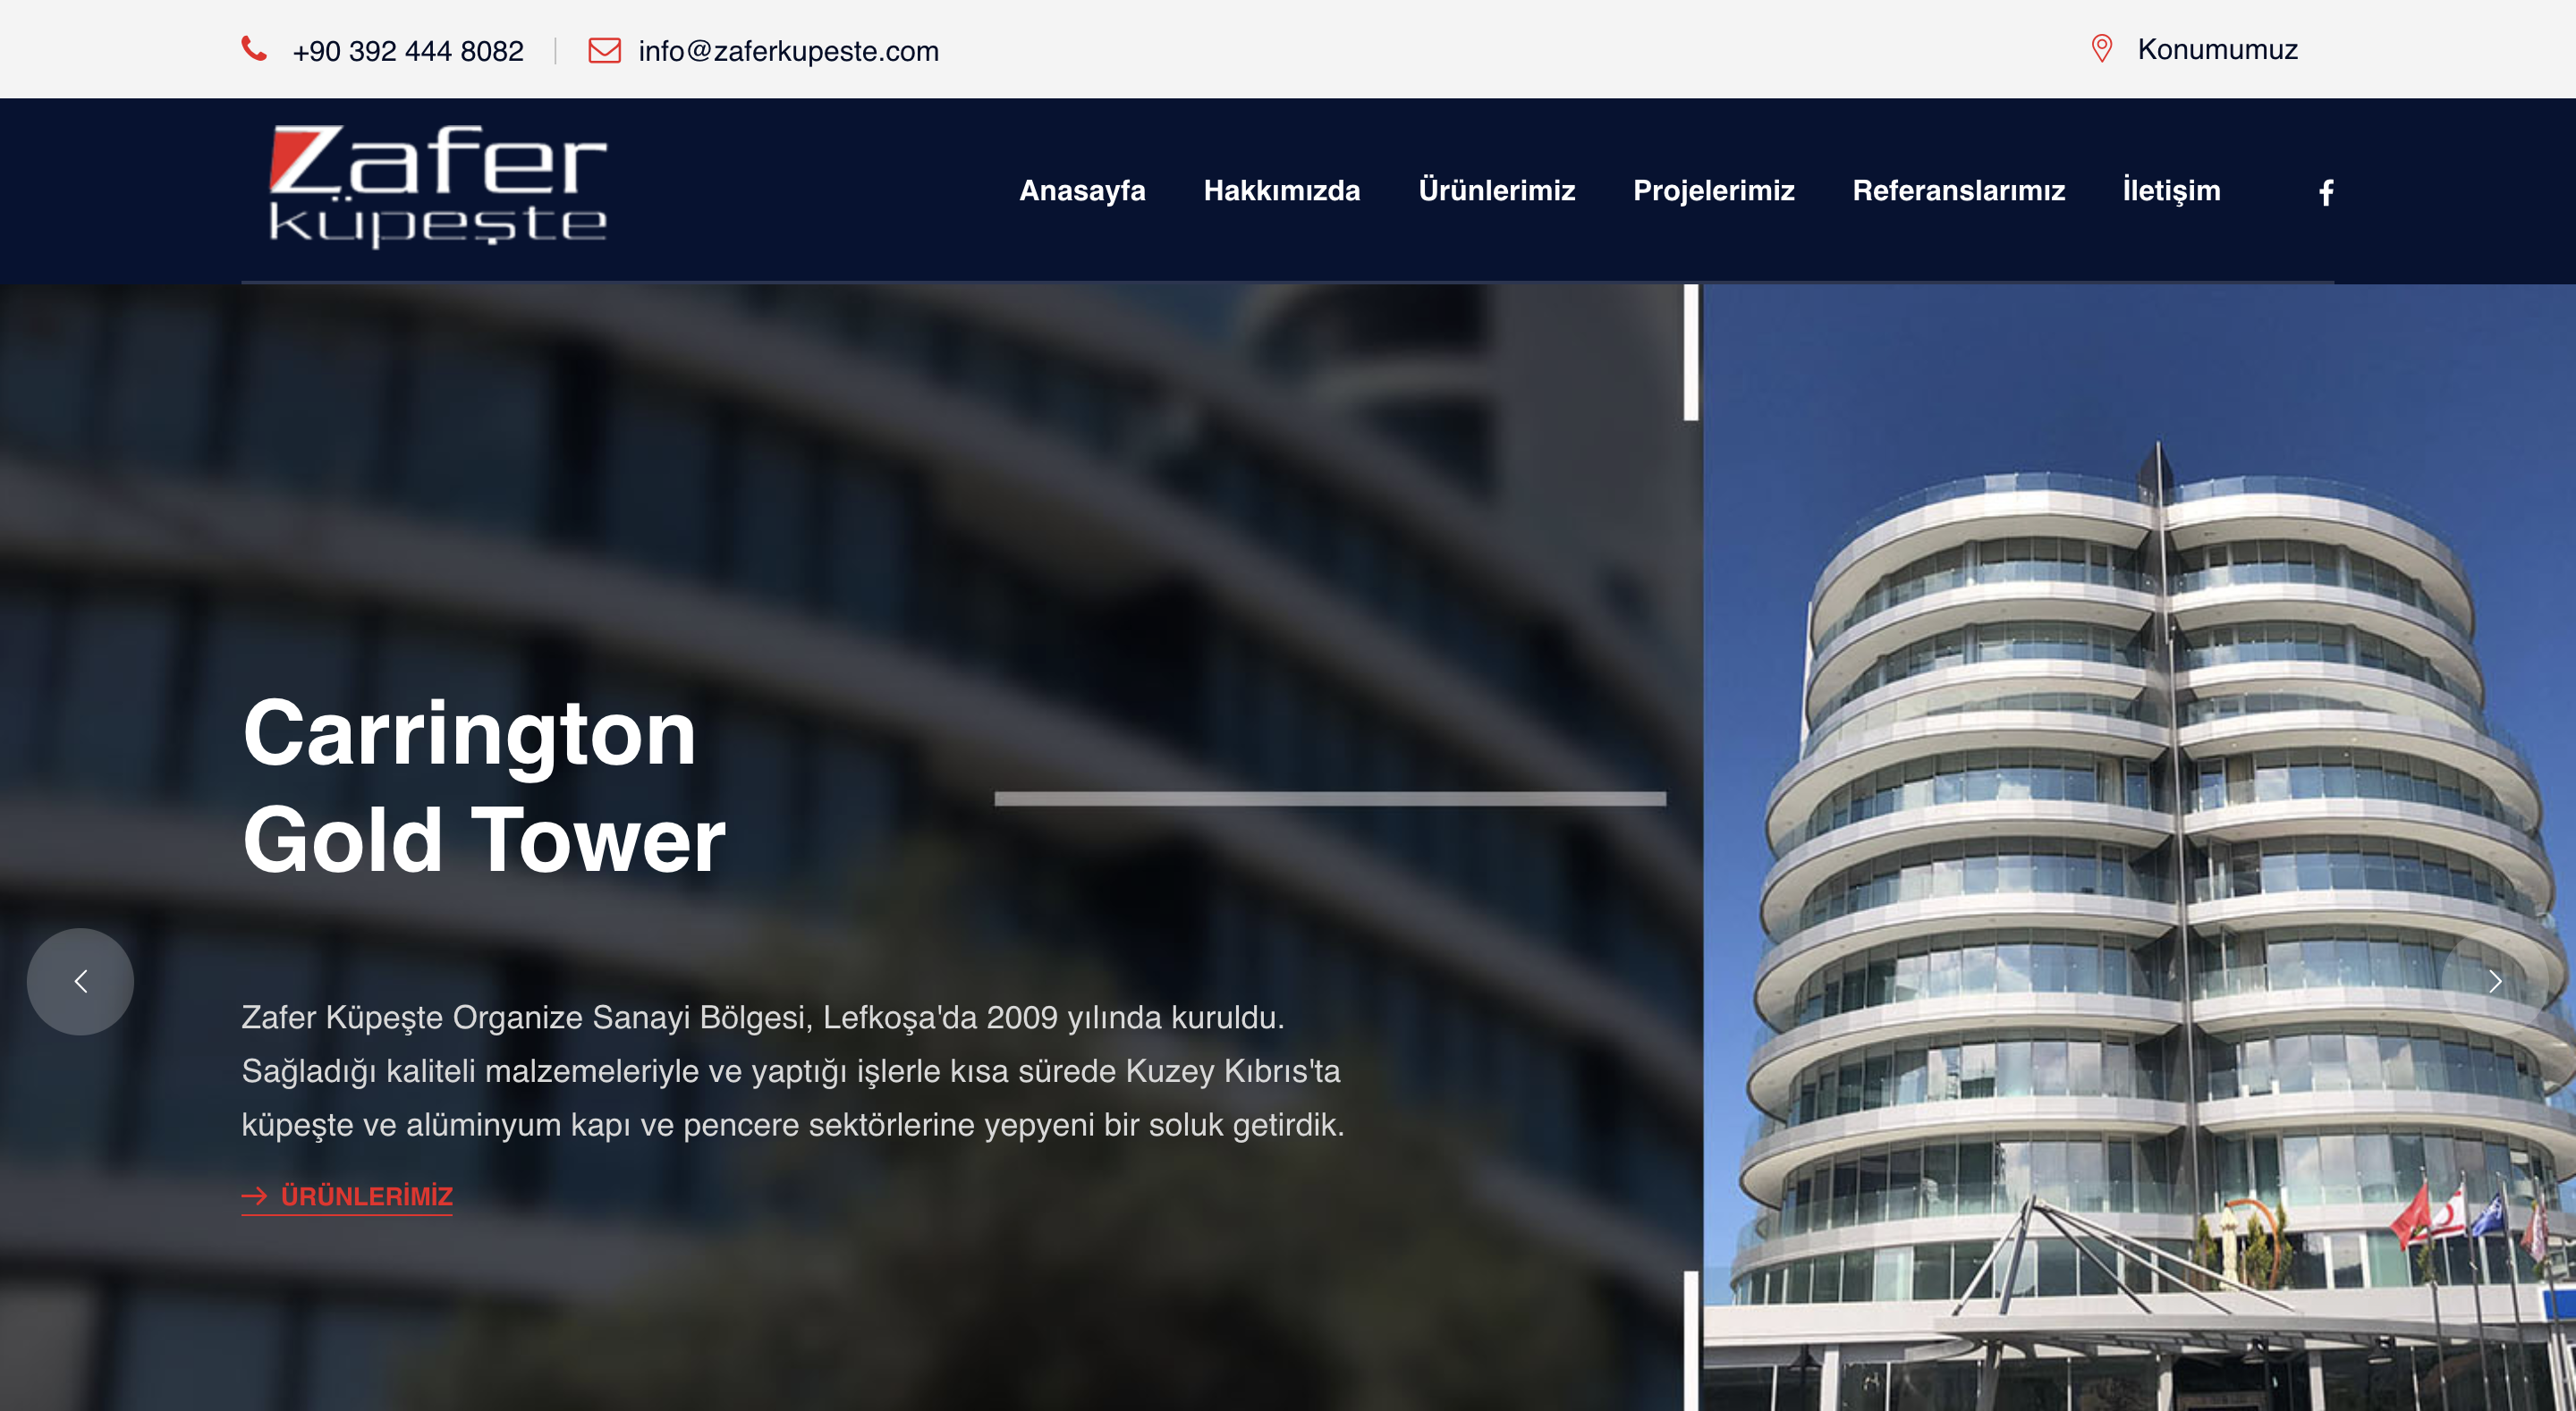 +90 392 444 8082
info@zaferkupeste.com
Konumumuz
Zafer
küpeşte
Anasayfa
Hakkımızda
Ürünlerimiz
Projelerimiz
Referanslarımız
İletişim
Carrington
Gold Tower
Zafer Küpeşte Organize Sanayi Bölgesi, Lefkoşa'da 2009 yılında kuruldu.
Sağladığı kaliteli malzemeleriyle ve yaptığı işlerle kısa sürede Kuzey Kıbrıs'ta
küpeşte ve alüminyum kapı ve pencere sektörlerine yepyeni bir soluk getirdik.
ÜRÜNLERİMİZ